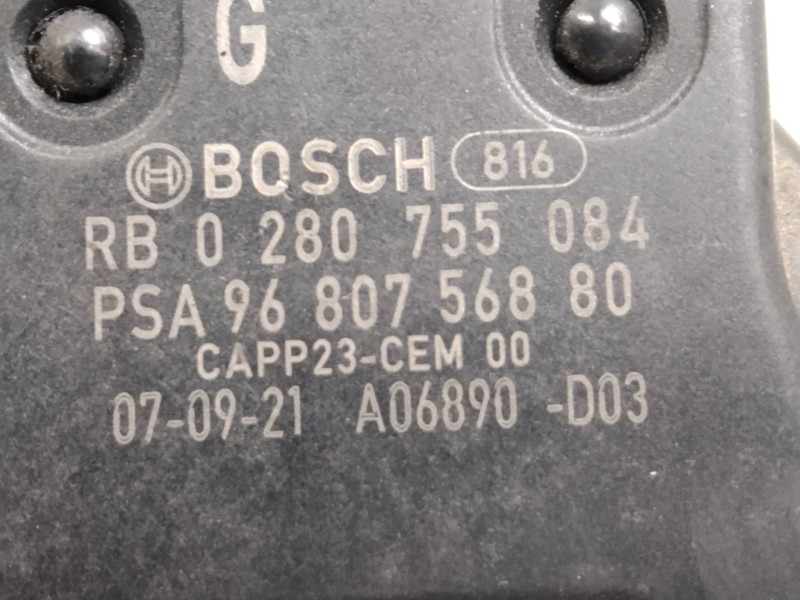 G
BOSCH 816
RB 0 280 755 084
PSA 96 807 568 80
CAPP23-CEM 00
07-09-21 A06890 -D03